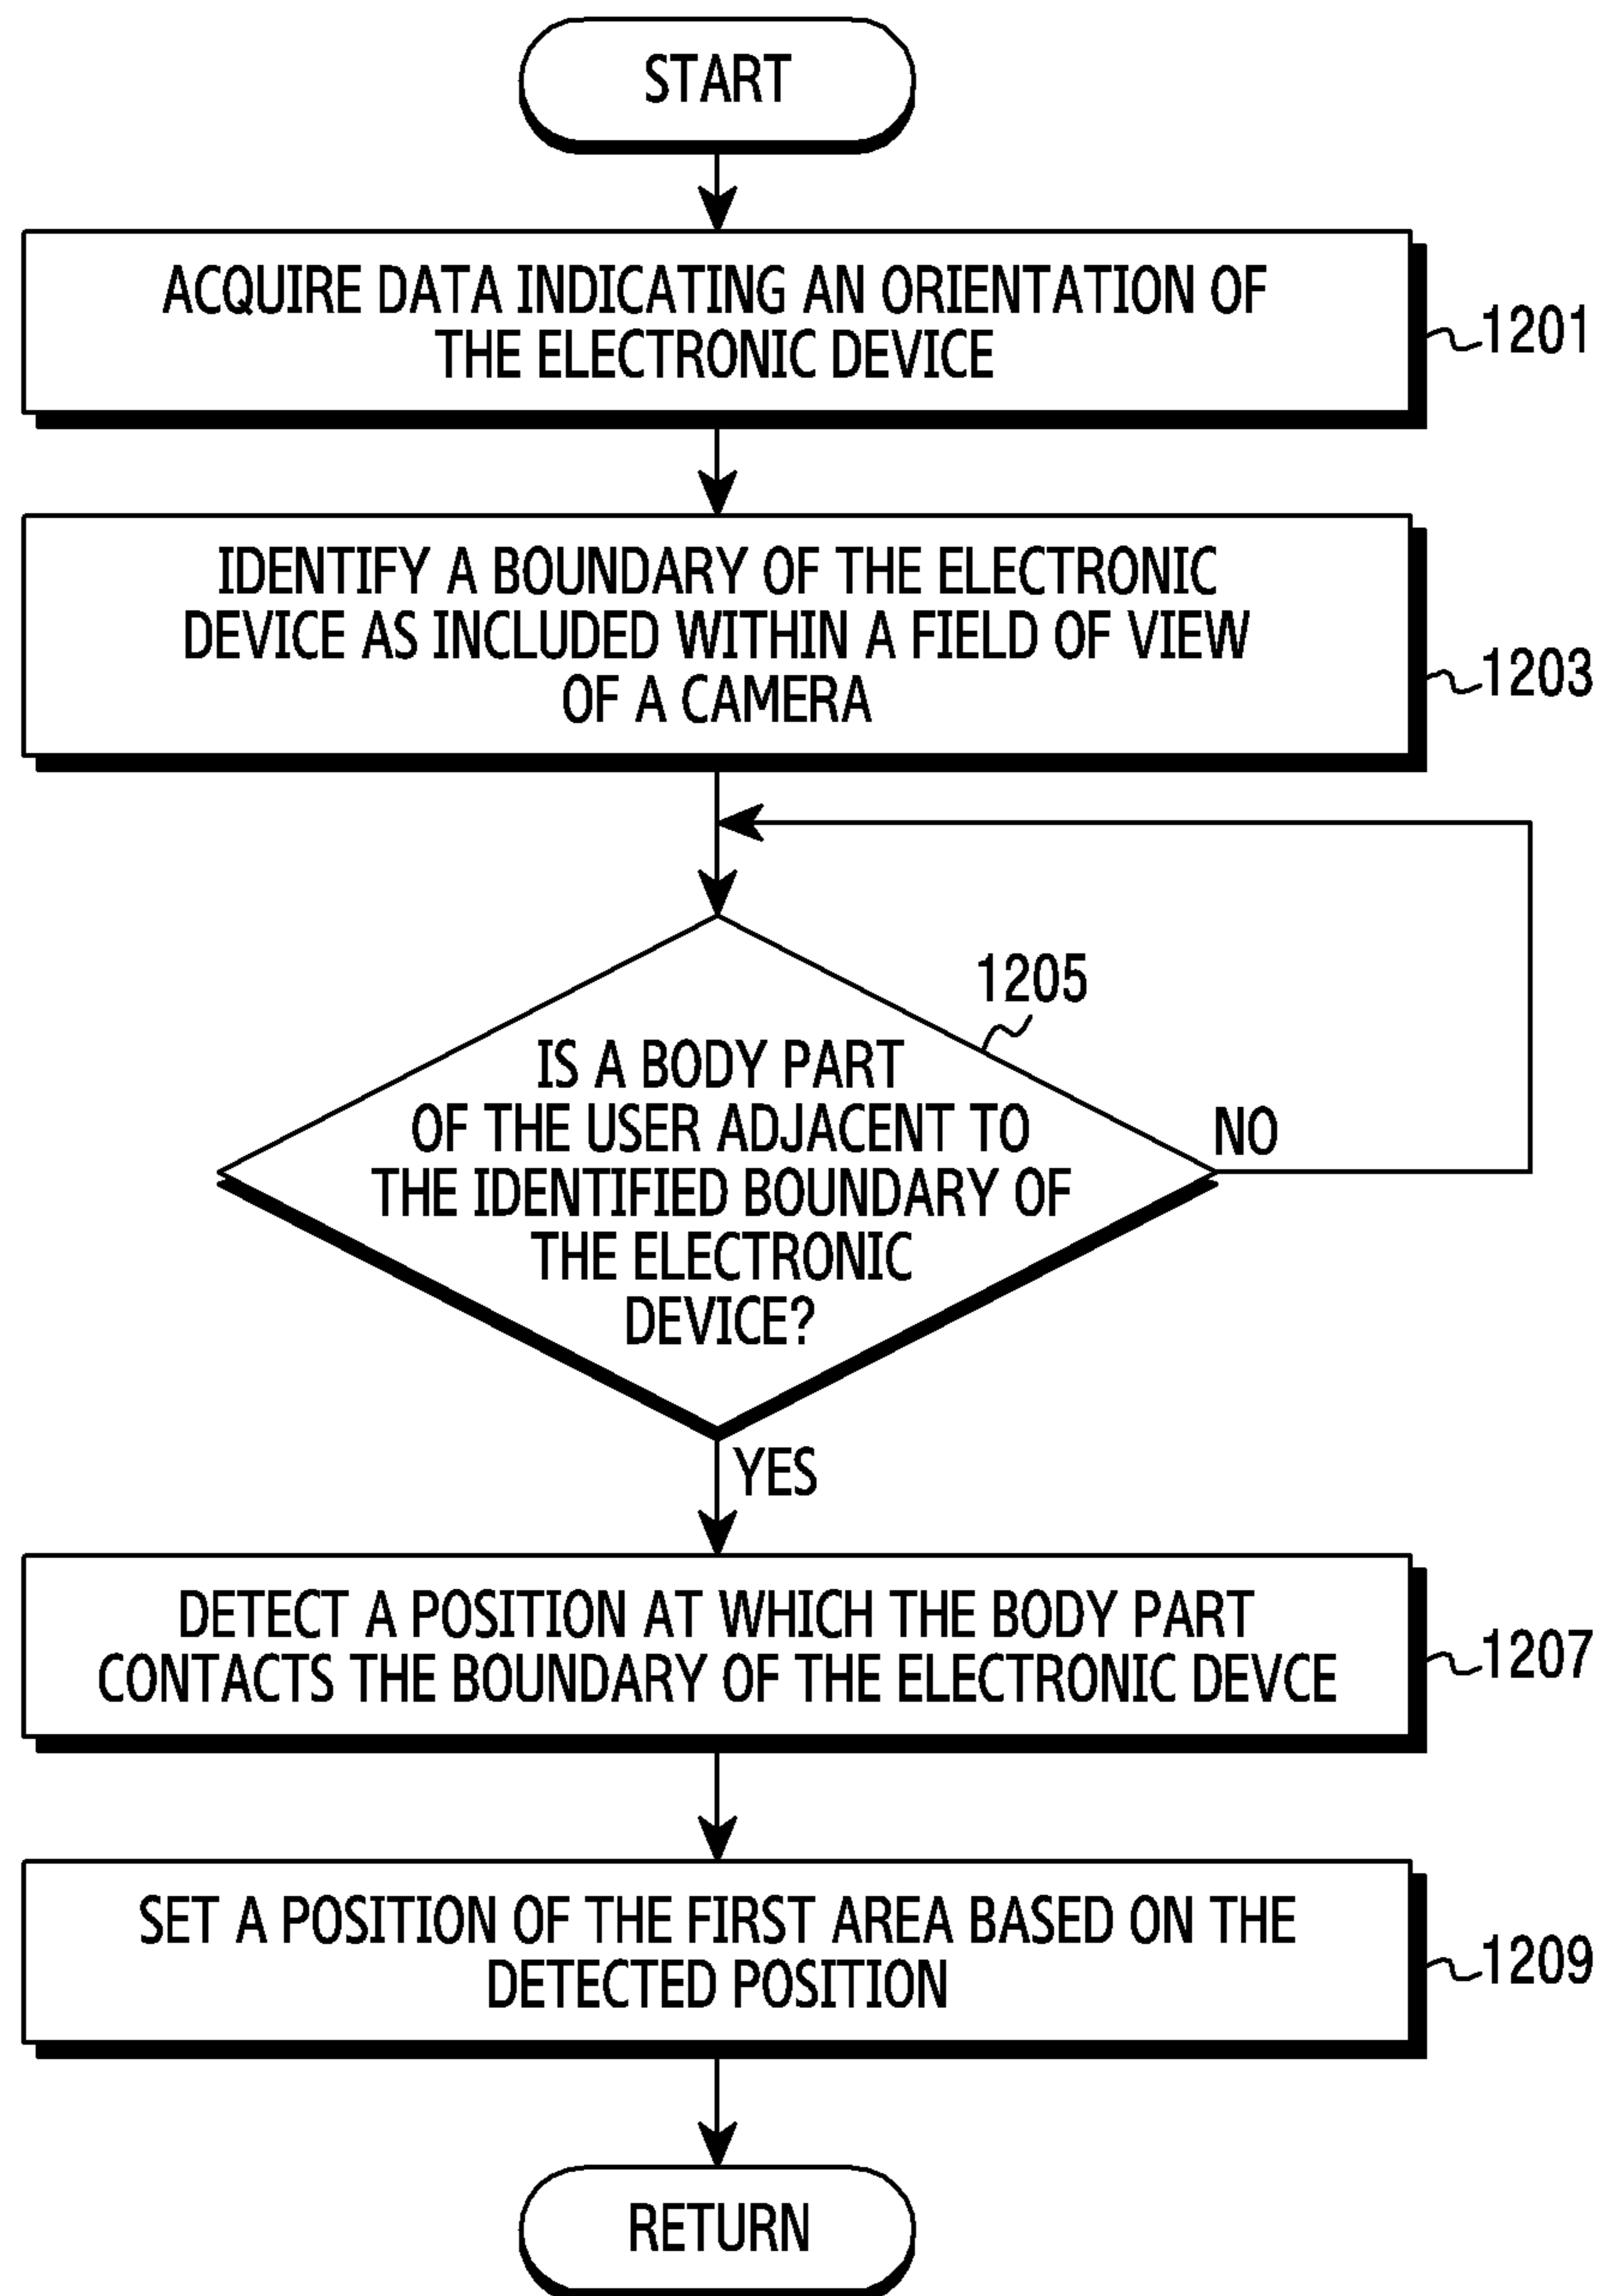 START
ACQUIRE DATA INDICATING AN ORIENTATION OF
THE ELECTRONIC DEVICE
1201
IDENTIFY A BOUNDARY OF THE ELECTRONIC
DEVICE AS INCLUDED WITHIN A FIELD OF VIEW
OF A CAMERA
1203
1205
IS A BODY PART
OF THE USER ADJACENT TO
THE IDENTIFIED BOUNDARY OF
THE ELECTRONIC
DEVICE?
NO
YES
DETECT A POSITION AT WHICH THE BODY PART
CONTACTS THE BOUNDARY OF THE ELECTRONIC DEVCE
1207
SET A POSITION OF THE FIRST AREA BASED ON THE
DETECTED POSITION
1209
RETURN